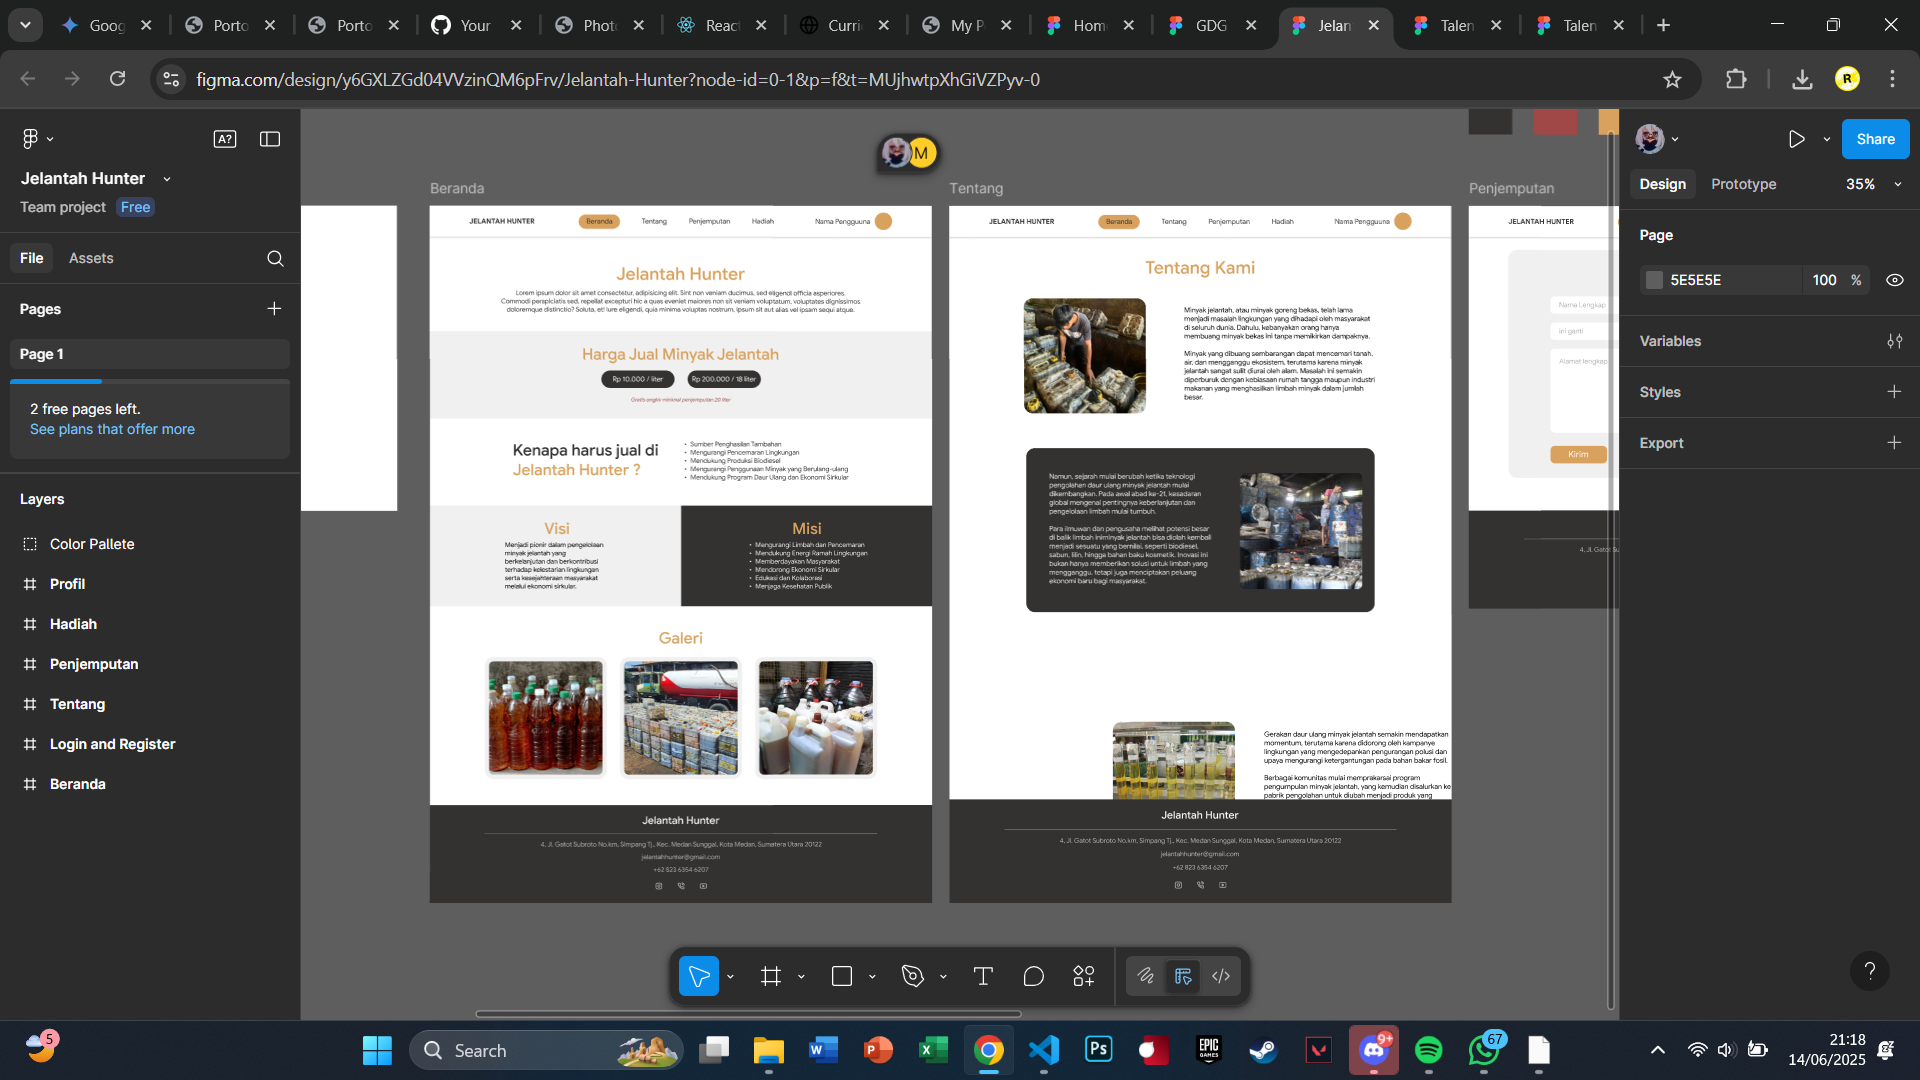 Goog
Porto
Porto
Your
Phot
React
Curri
My P
Hom
GDG
Jelan
Talen
Talen
figma.com/design/y6GXLZGd04VVzinQM6pFrv/Jelantah-Hunter?node-id=0-1&p=f&t=MUjhwtpXhGiVZPyv-0
R
A?
Jelantah Hunter
Team project Free
File Assets
Pages
Page 1
2 free pages left.
See plans that offer more
Layers
Color Pallete
Profil
Hadiah
Penjemputan
Tentang
Login and Register
Beranda
M
Beranda
JELANTAH HUNTER Beranda Tentang Penjemputan Hadiah Nama Pengguuna
Jelantah Hunter
Lorem ipsum dolor sit amet consectetur, adipisicing elit. Sint non veniam ducimus, sed eligendi officia asperiores.
Commodi perspiciatis sed, repellat excepturi hic a quas eveniet maiores non sit veniam voluptatum, voluptates dignissimos
doloremque distinctio? Soluta, et! Iure eligendi, quia minima voluptas nostrum, ipsum sit aut alias vel ipsam sequi atque.
Harga Jual Minyak Jelantah
Rp 10.000 / liter Rp 200.000 / 18 liter
Gratis ongkir minimal penjemputan 20 liter
Kenapa harus jual di
Jelantah Hunter ?
• Sumber Penghasilan Tambahan
• Mengurangi Pencemaran Lingkungan
• Mendukung Produksi Biodiesel
• Mengurangi Penggunaan Minyak yang Berulang-ulang
• Mendukung Program Daur Ulang dan Ekonomi Sirkular
Visi
Menjadi pionir dalam pengelolaan
minyak jelantah yang
berkelanjutan dan berkontribusi
terhadap kelestarian lingkungan
serta kesejahteraan masyarakat
melalui ekonomi sirkular.
Misi
• Mengurangi Limbah dan Pencemaran
• Mendukung Energi Ramah Lingkungan
• Memberdayakan Masyarakat
• Mendorong Ekonomi Sirkular
• Edukasi dan Kolaborasi
• Menjaga Kesehatan Publik
Galeri
Jelantah Hunter
4, Jl. Gatot Subroto No.km, Simpang Tj., Kec. Medan Sunggal, Kota Medan, Sumatera Utara 20122
jelantahhunter@gmail.com
+62 823 6354 6207
Tentang
JELANTAH HUNTER Beranda Tentang Penjemputan Hadiah Nama Pengguuna
Tentang Kami
Minyak jelantah, atau minyak goreng bekas, telah lama
menjadi masalah lingkungan yang dihadapi oleh masyarakat
di seluruh dunia. Dahulu, kebanyakan orang hanya
membuang minyak bekas ini tanpa memikirkan dampaknya.
Minyak yang dibuang sembarangan dapat mencemari tanah,
air, dan mengganggu ekosistem, terutama karena minyak
jelantah sangat sulit diurai oleh alam. Masalah ini semakin
diperburuk dengan kebiasaan rumah tangga maupun industri
makanan yang menghasilkan limbah minyak dalam jumlah
besar.
Namun, sejarah mulai berubah ketika teknologi
pengolahan daur ulang minyak jelantah mulai
dikembangkan. Pada awal abad ke-21, kesadaran
global mengenai pentingnya keberlanjutan dan
pengelolaan limbah mulai tumbuh.
Para ilmuwan dan pengusaha melihat potensi besar
di balik limbah iniminyak jelantah bisa diolah kembali
menjadi sesuatu yang bernilai, seperti biodiesel,
sabun, lilin, hingga bahan baku kosmetik. Inovasi ini
bukan hanya memberikan solusi untuk limbah yang
mengganggu, tetapi juga menciptakan peluang
ekonomi baru bagi masyarakat.
Gerakan daur ulang minyak jelantah semakin mendapatkan
momentum, terutama karena didorong oleh kampanye
lingkungan yang mengedepankan pengurangan polusi dan
upaya mengurangi ketergantungan pada bahan bakar fosil.
Berbagai komunitas mulai memprakarsai program
pengumpulan minyak jelantah, yang kemudian disalurkan ke
pabrik pengolahan untuk diubah menjadi produk yang
Jelantah Hunter
4, Jl. Gatot Subroto No.km, Simpang Tj., Kec. Medan Sunggal, Kota Medan, Sumatera Utara 20122
jelantahhunter@gmail.com
+62 823 6354 6207
Penjemputan
JELANTAH HUNTER
Nama Lengkap
ini ganti
Alamat lengkap
Kirim
4, Jl. Gatot Su
Share
Design Prototype 35%
Page
5E5E5E 100 %
Variables
Styles
Export
?
5
Search
Ps
EPIC
GAMES
9+
67
21:18
14/06/2025